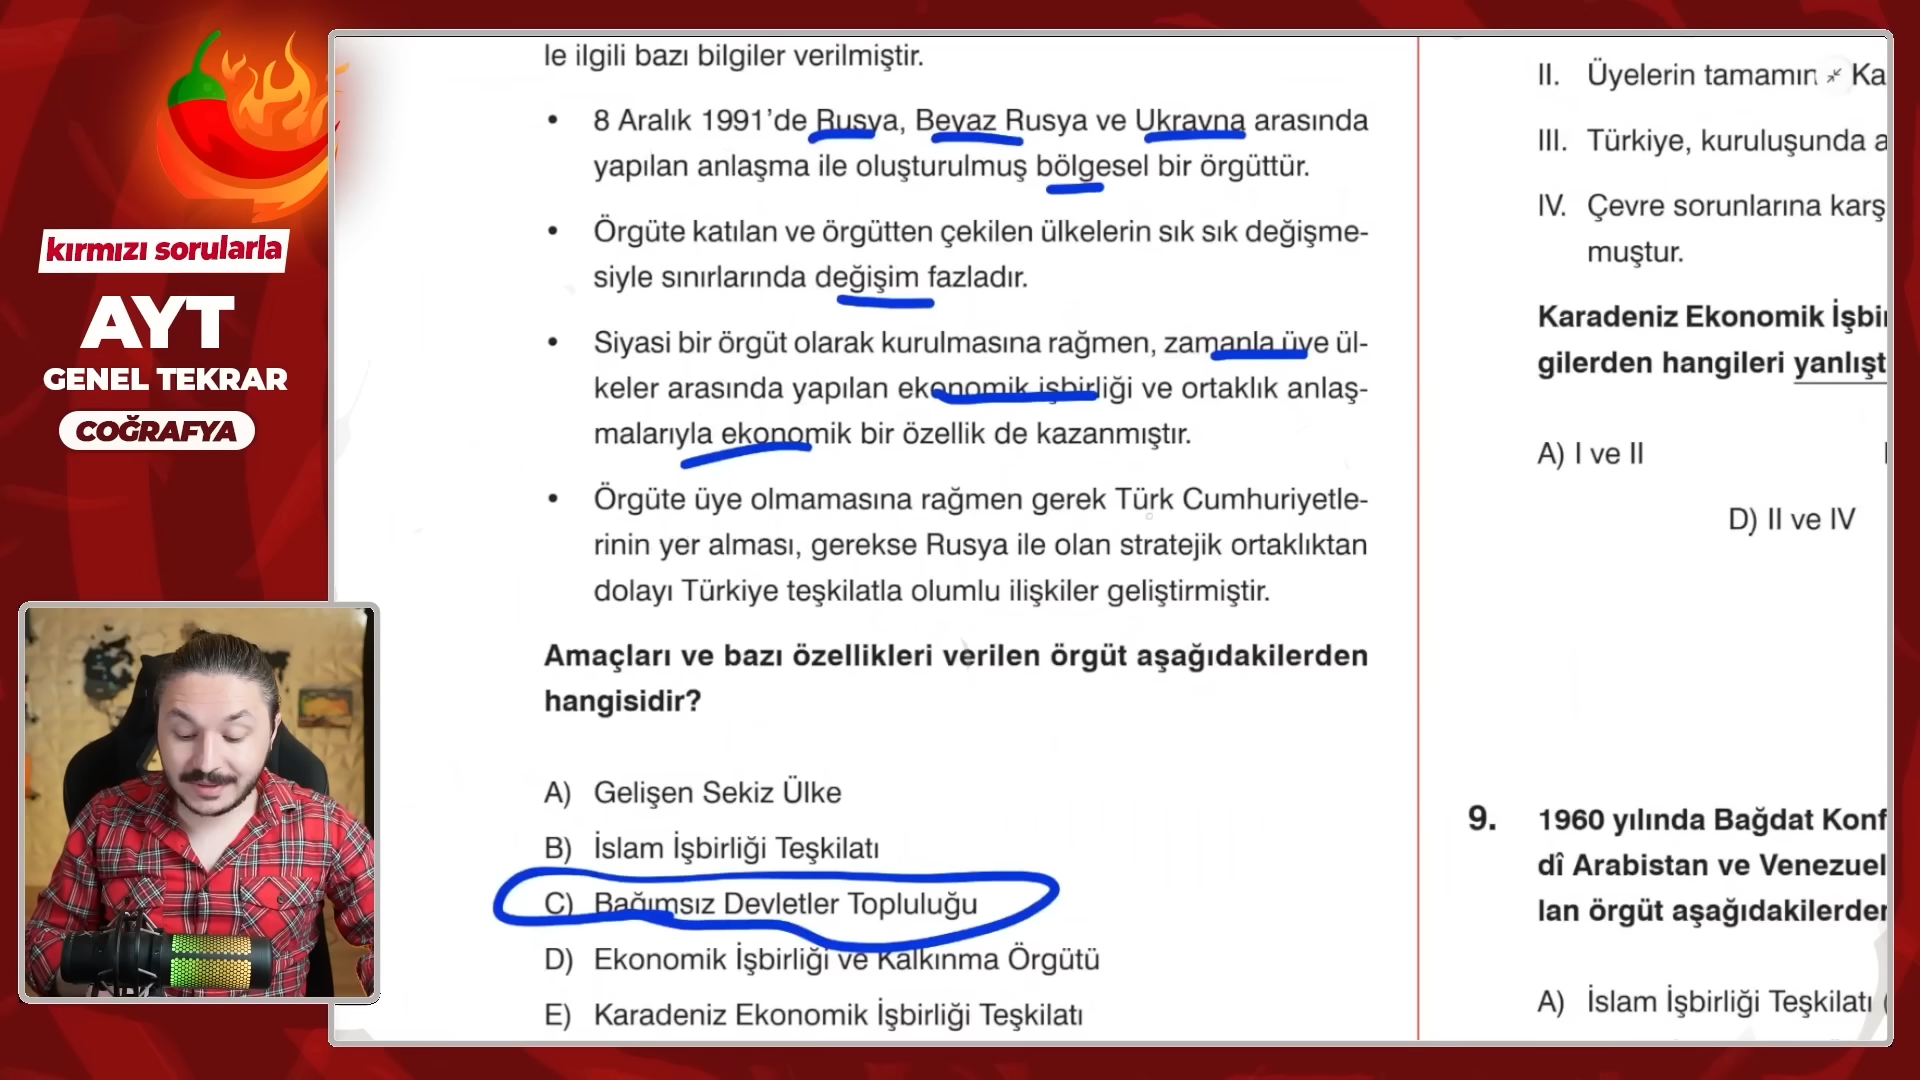 kırmızı sorularla
AYT
GENEL TEKRAR
COĞRAFYA
le ilgili bazı bilgiler verilmiştir.
• 8 Aralık 1991’de Rusya, Beyaz Rusya ve Ukrayna arasında
yapılan anlaşma ile oluşturulmuş bölgesel bir örgüttür.
• Örgüte katılan ve örgütten çekilen ülkelerin sık sık değişme-
siyle sınırlarında değişim fazladır.
• Siyasi bir örgüt olarak kurulmasına rağmen, zamanla üye ül-
keler arasında yapılan ekonomik işbirliği ve ortaklık anlaş-
malarıyla ekonomik bir özellik de kazanmıştır.
• Örgüte üye olmamasına rağmen gerek Türk Cumhuriyetle-
rinin yer alması, gerekse Rusya ile olan stratejik ortaklıktan
dolayı Türkiye teşkilatla olumlu ilişkiler geliştirmiştir.
Amaçları ve bazı özellikleri verilen örgüt aşağıdakilerden
hangisidir?
A) Gelişen Sekiz Ülke
B) İslam İşbirliği Teşkilatı
C) Bağımsız Devletler Topluluğu
D) Ekonomik İşbirliği ve Kalkınma Örgütü
E) Karadeniz Ekonomik İşbirliği Teşkilatı
II. Üyelerin tamamın Ka
III. Türkiye, kuruluşunda a
IV. Çevre sorunlarına karş
muştur.
Karadeniz Ekonomik İşbi
gilerden hangileri yanlışt
A) I ve II
D) II ve IV
9. 1960 yılında Bağdat Konf
dî Arabistan ve Venezuel
lan örgüt aşağıdakilerder
A) İslam İşbirliği Teşkilatı (